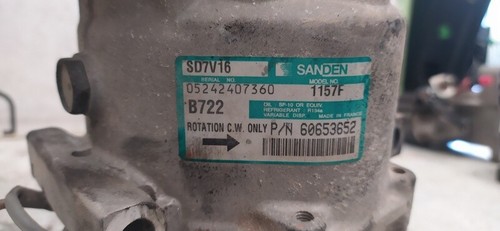 SD7V16 SANDEN
SERIAL NO. MODEL NO.
05242407360 1157F
B722
OIL : SP-10 OR EQUIV
REFRIGERANT : R134a
VARIABLE DISP. MADE IN FRANCE
ROTATION C.W. ONLY P/N 60653652